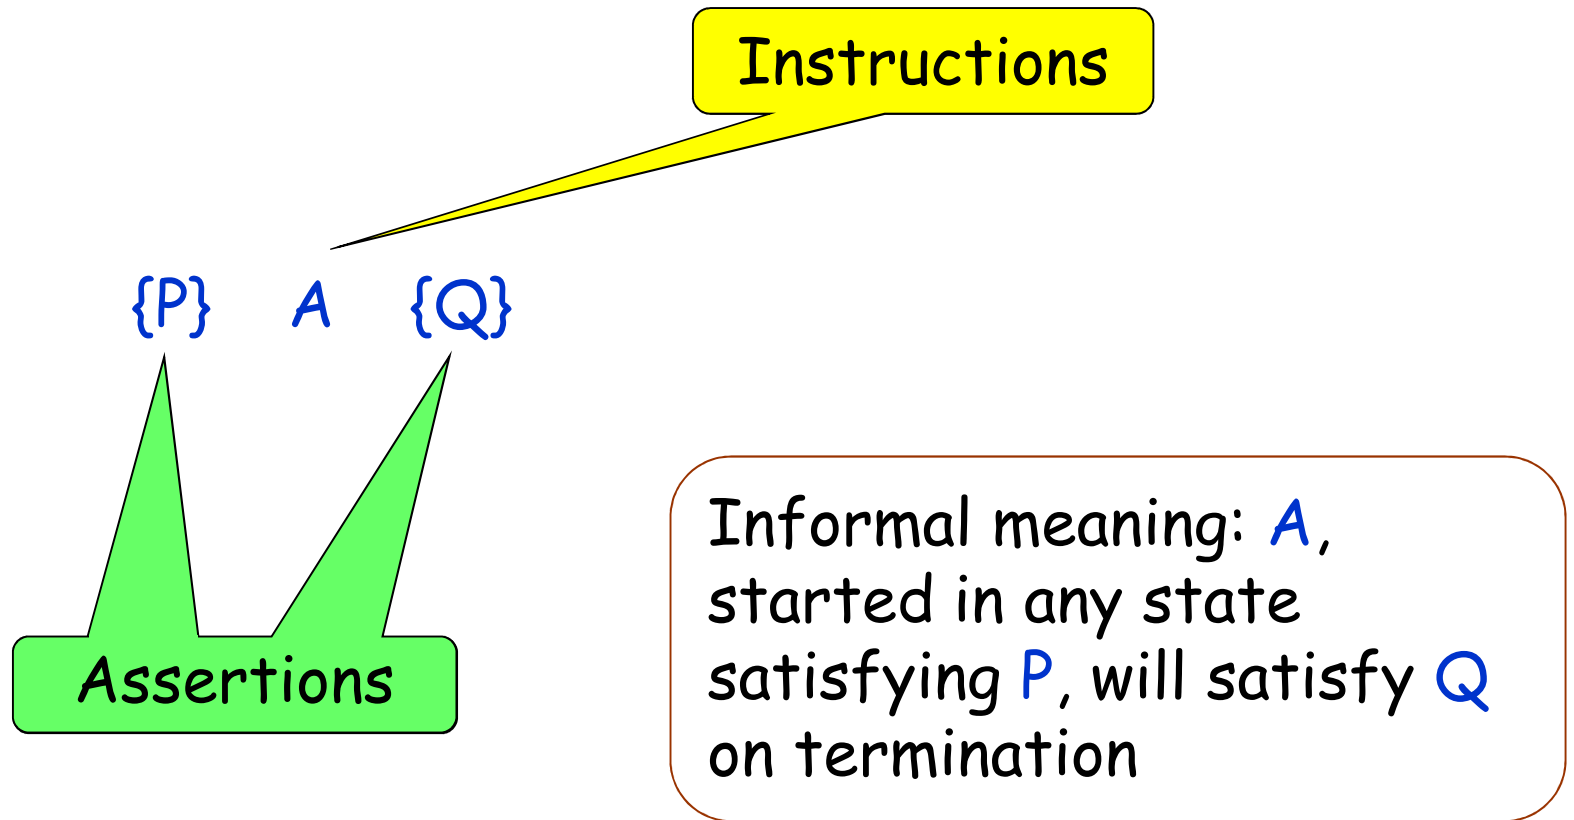 Instructions
{P} A {Q}
Informal meaning: A,
started in any state
satisfying P, will satisfy Q
on termination
Assertions